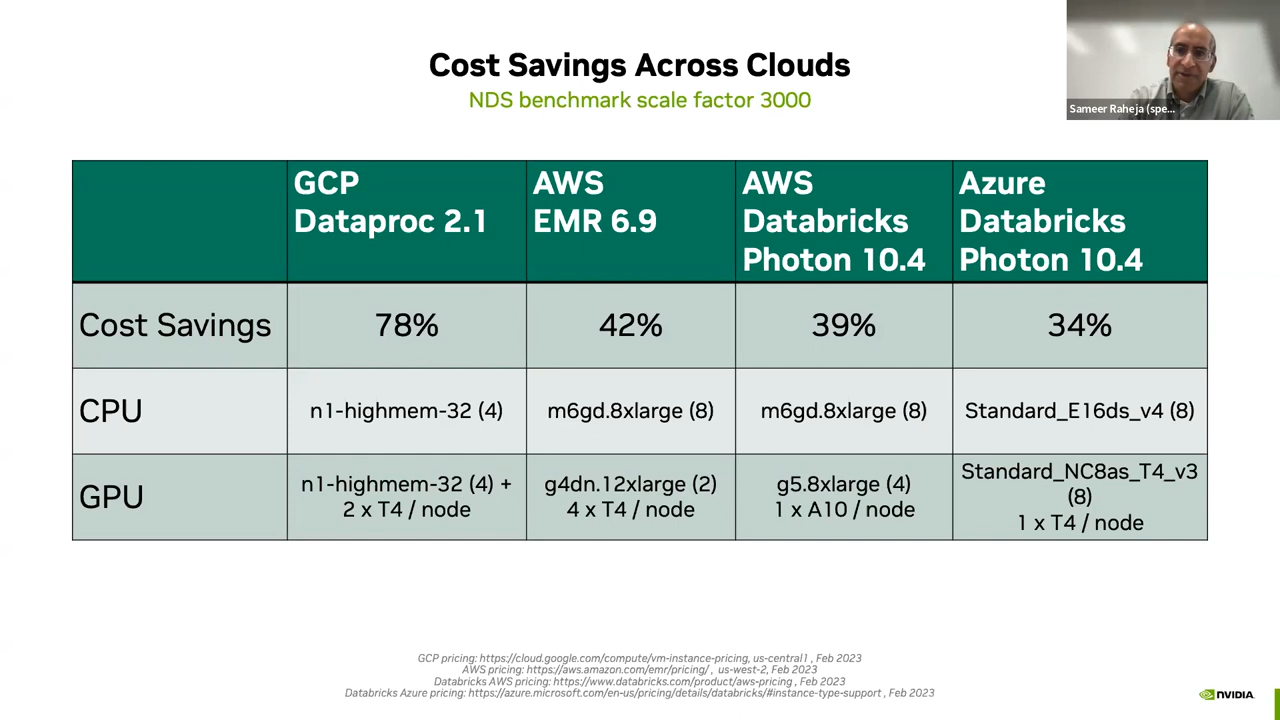 Cost Savings Across Clouds
NDS benchmark scale factor 3000
Sameer Raheja (spe...
GCP
Dataproc 2.1
AWS
EMR 6.9
AWS
Databricks
Photon 10.4
Azure
Databricks
Photon 10.4
Cost Savings
78%
42%
39%
34%
CPU
n1-highmem-32 (4)
m6gd.8xlarge (8)
m6gd.8xlarge (8)
Standard_E16ds_v4 (8)
GPU
n1-highmem-32 (4) +
2 x T4 / node
g4dn.12xlarge (2)
4 x T4 / node
g5.8xlarge (4)
1 x A10 / node
Standard_NC8as_T4_v3
(8)
1 x T4 / node
GCP pricing: https://cloud.google.com/compute/vm-instance-pricing, us-central1 , Feb 2023
AWS pricing: https://aws.amazon.com/emr/pricing/ , us-west-2, Feb 2023
Databricks AWS pricing: https://www.databricks.com/product/aws-pricing , Feb 2023
Databricks Azure pricing: https://azure.microsoft.com/en-us/pricing/details/databricks/#instance-type-support , Feb 2023
NVIDIA